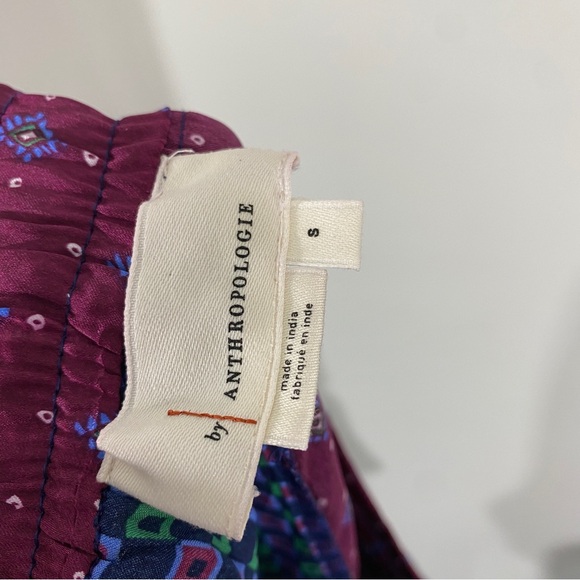 by ANTHROPOLOGIE
S
made in india
fabriqué en inde